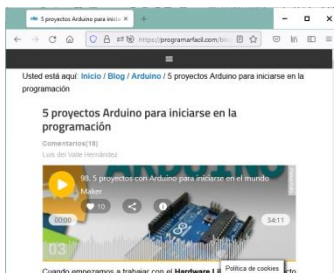 5 proyectos Arduino para inicia
https://programarfacil.com/blo
Usted está aquí: Inicio / Blog / Arduino / 5 proyectos Arduino para iniciarse en la
programación
5 proyectos Arduino para iniciarse en la
programación
Comentarios(18)
Luis del Valle Hernández
98. 5 proyectos con Arduino para iniciarse en el mundo
Maker
10
00:00
34:11
03
Cuando empezamos a trabajar con el Hardware Li
Política de cookies
cto